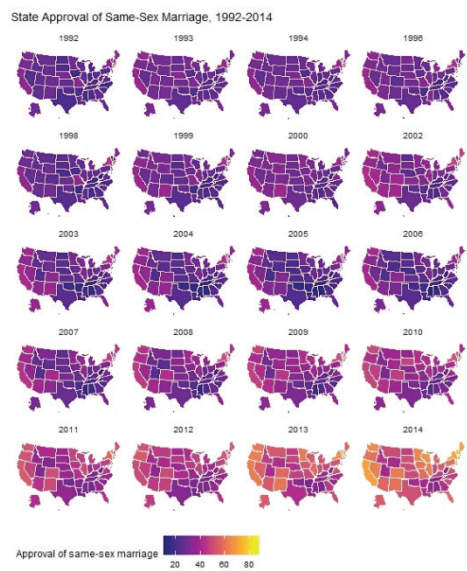 State Approval of Same-Sex Marriage, 1992-2014
1992 1993 1994 1996
1998 1999 2000 2002
2003 2004 2005 2006
2007 2008 2009 2010
2011 2012 2013 2014
Approval of same-sex marriage
20 40 60 80